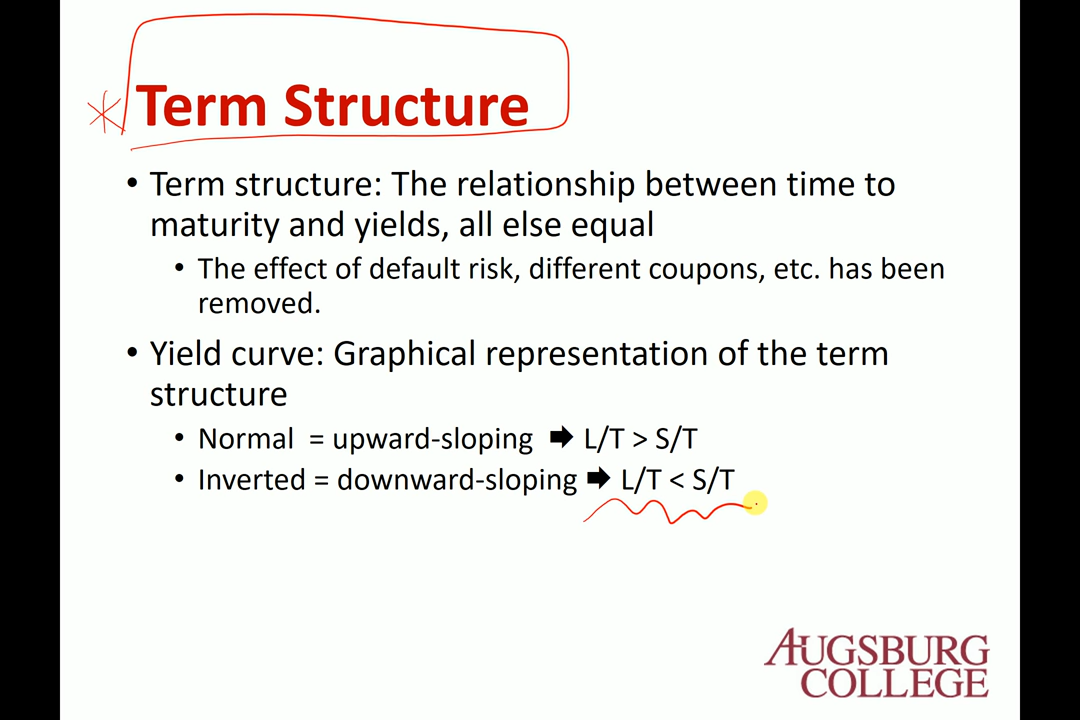 Term Structure
• Term structure: The relationship between time to
maturity and yields, all else equal
• The effect of default risk, different coupons, etc. has been
removed.
• Yield curve: Graphical representation of the term
structure
• Normal = upward-sloping 🡆 L/T > S/T
• Inverted = downward-sloping 🡆 L/T < S/T
AUGSBURG
COLLEGE